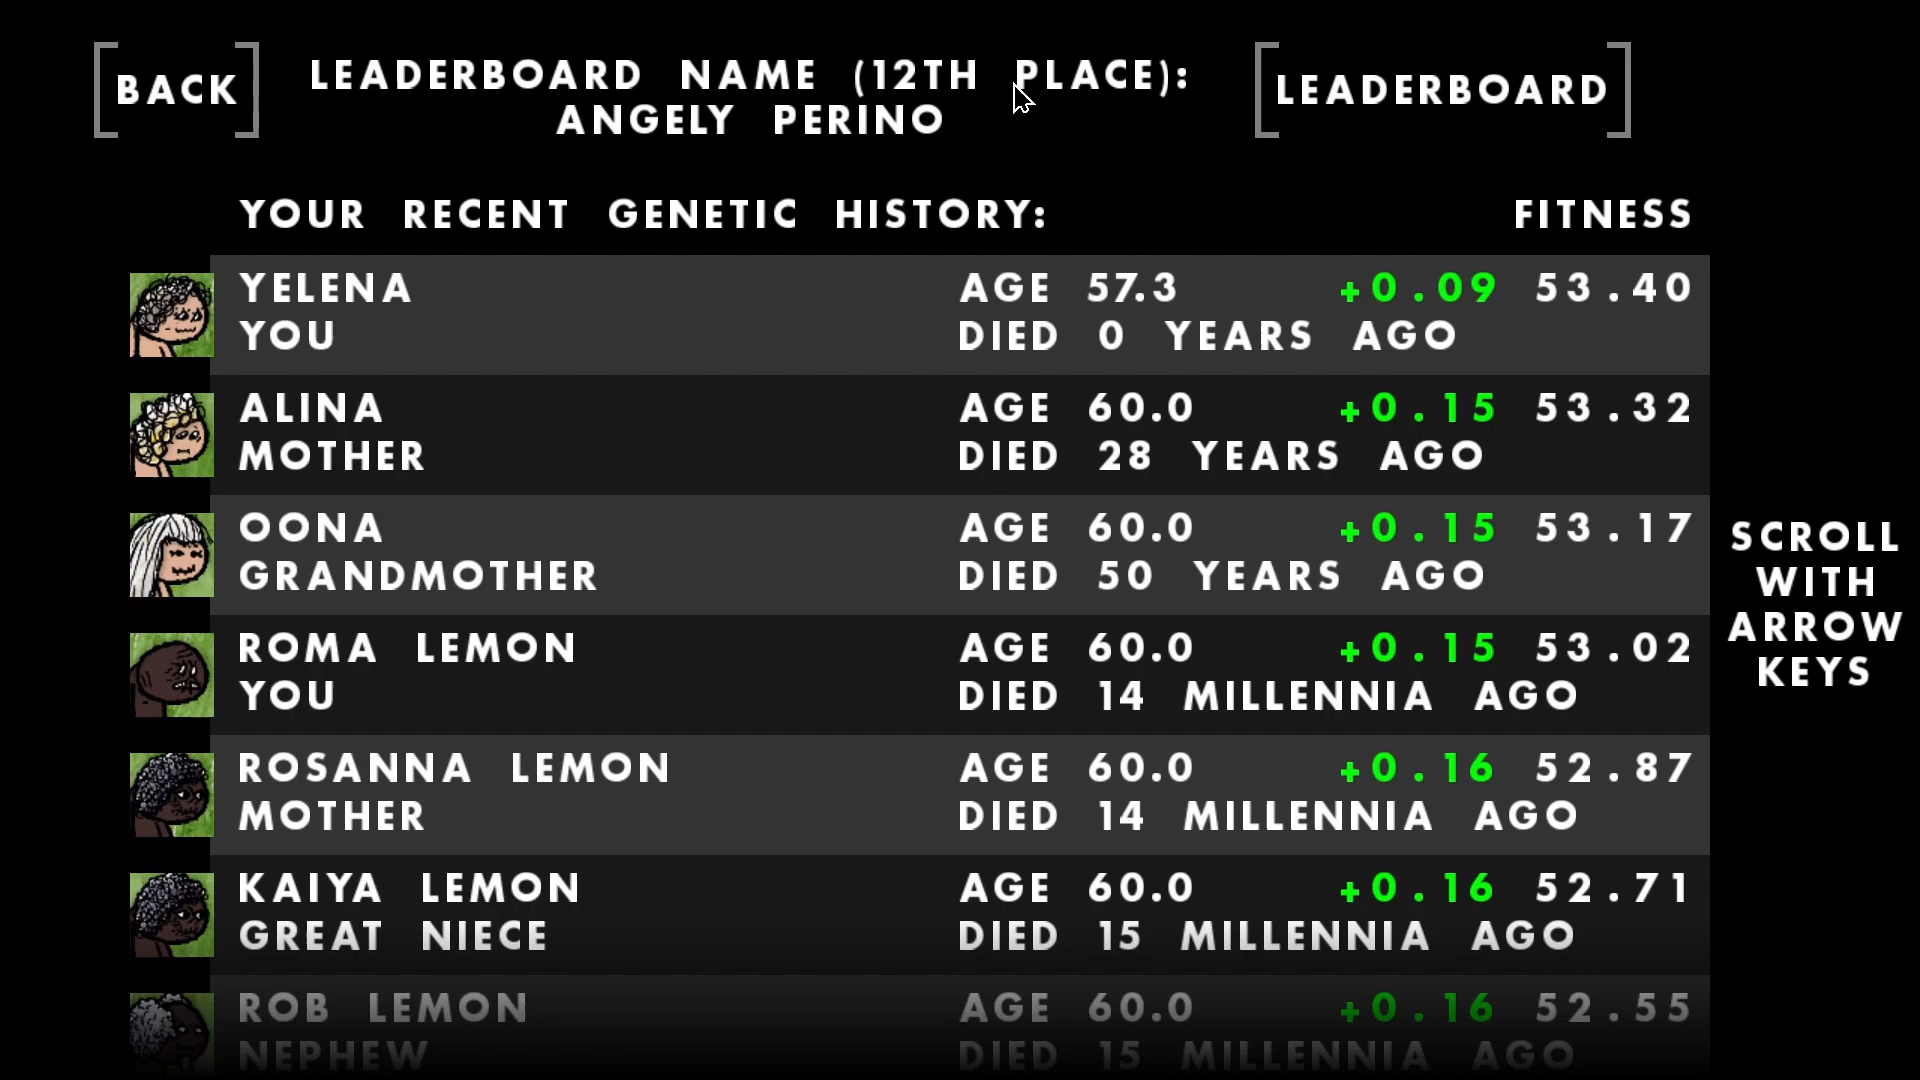 BACK
LEADERBOARD NAME (12TH PLACE):
ANGELY PERINO
LEADERBOARD
YOUR RECENT GENETIC HISTORY: FITNESS
YELENA AGE 57.3 +0.09 53.40
YOU DIED 0 YEARS AGO
ALINA AGE 60.0 +0.15 53.32
MOTHER DIED 28 YEARS AGO
OONA AGE 60.0 +0.15 53.17
GRANDMOTHER DIED 50 YEARS AGO
ROMA LEMON AGE 60.0 +0.15 53.02
YOU DIED 14 MILLENNIA AGO
ROSANNA LEMON AGE 60.0 +0.16 52.87
MOTHER DIED 14 MILLENNIA AGO
KAIYA LEMON AGE 60.0 +0.16 52.71
GREAT NIECE DIED 15 MILLENNIA AGO
ROB LEMON AGE 60.0 +0.16 52.55
NEPHEW DIED 15 MILLENNIA AGO
SCROLL
WITH
ARROW
KEYS